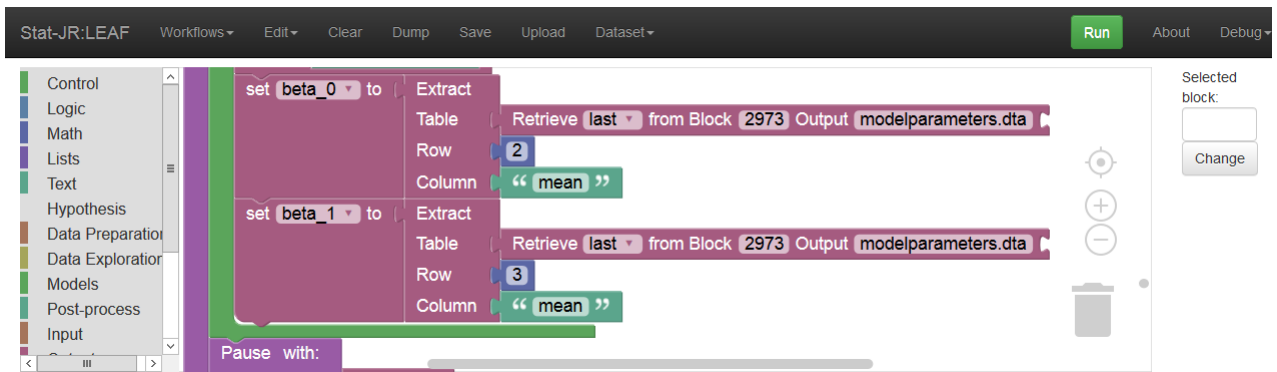 Stat-JR:LEAF Workflows Edit Clear Dump Save Upload Dataset Run About Debug
Control
Logic
Math
Lists
Text
Hypothesis
Data Preparation
Data Exploration
Models
Post-process
Input
set beta_0 to Extract
Table Retrieve last from Block 2973 Output modelparameters.dta
Row 2
Column “ mean ”
set beta_1 to Extract
Table Retrieve last from Block 2973 Output modelparameters.dta
Row 3
Column “ mean ”
Pause with:
Selected
block:
Change